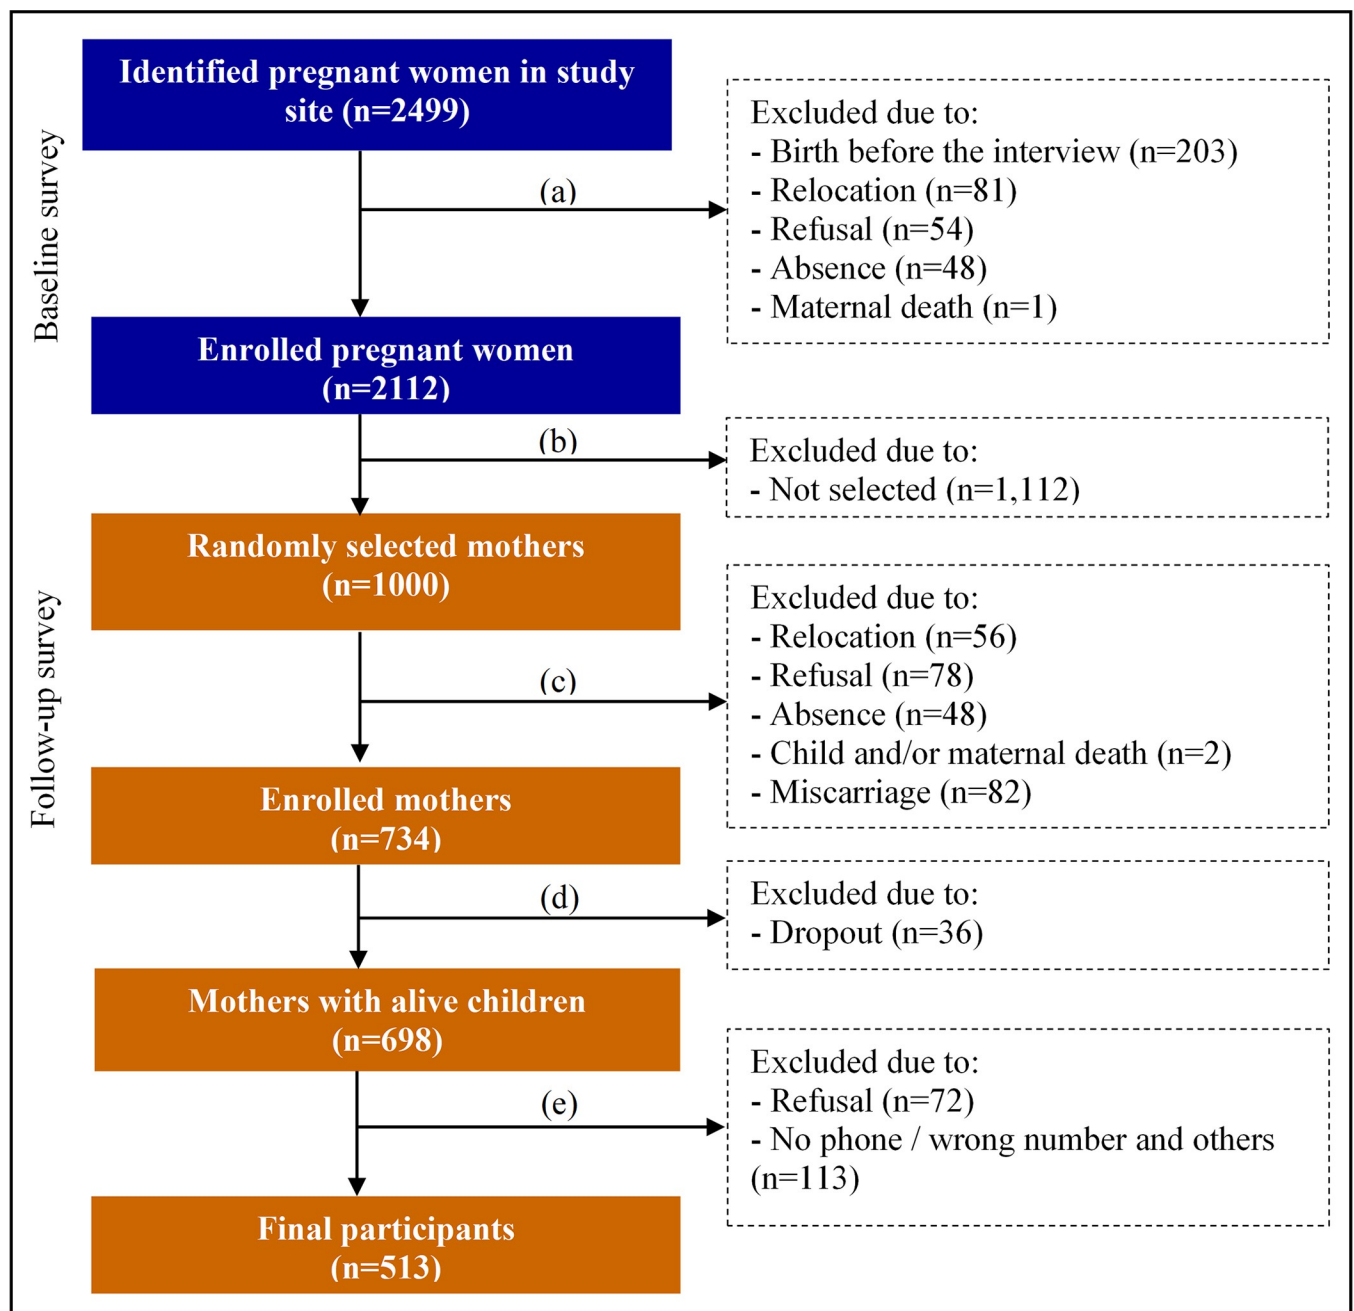 Baseline survey
Identified pregnant women in study
site (n=2499)
(a)
Excluded due to:
- Birth before the interview (n=203)
- Relocation (n=81)
- Refusal (n=54)
- Absence (n=48)
- Maternal death (n=1)
Enrolled pregnant women
(n=2112)
(b)
Excluded due to:
- Not selected (n=1,112)
Follow-up survey
Randomly selected mothers
(n=1000)
(c)
Excluded due to:
- Relocation (n=56)
- Refusal (n=78)
- Absence (n=48)
- Child and/or maternal death (n=2)
- Miscarriage (n=82)
Enrolled mothers
(n=734)
(d)
Excluded due to:
- Dropout (n=36)
Mothers with alive children
(n=698)
(e)
Excluded due to:
- Refusal (n=72)
- No phone / wrong number and others
(n=113)
Final participants
(n=513)